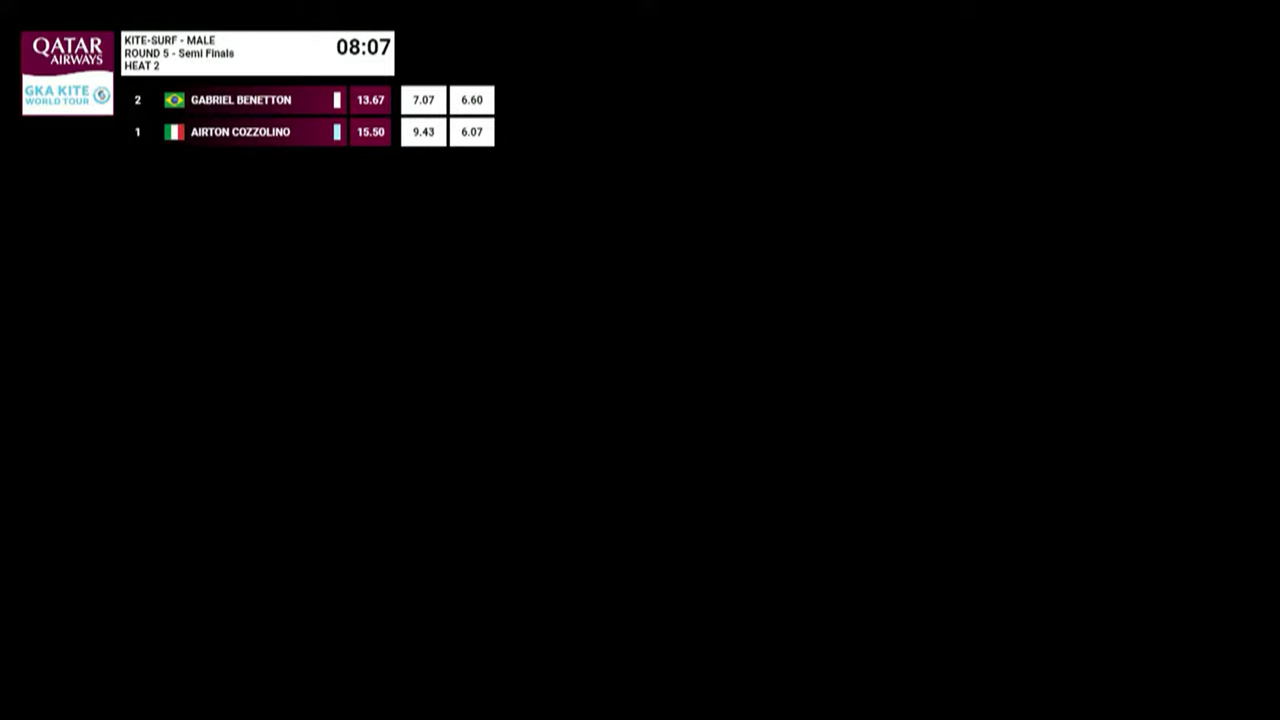 QATAR
AIRWAYS
GKA KITE
WORLD TOUR
KITE-SURF - MALE
ROUND 5 - Semi Finals
HEAT 2
08:07
2 GABRIEL BENETTON 13.67 7.07 6.60
1 AIRTON COZZOLINO 15.50 9.43 6.07